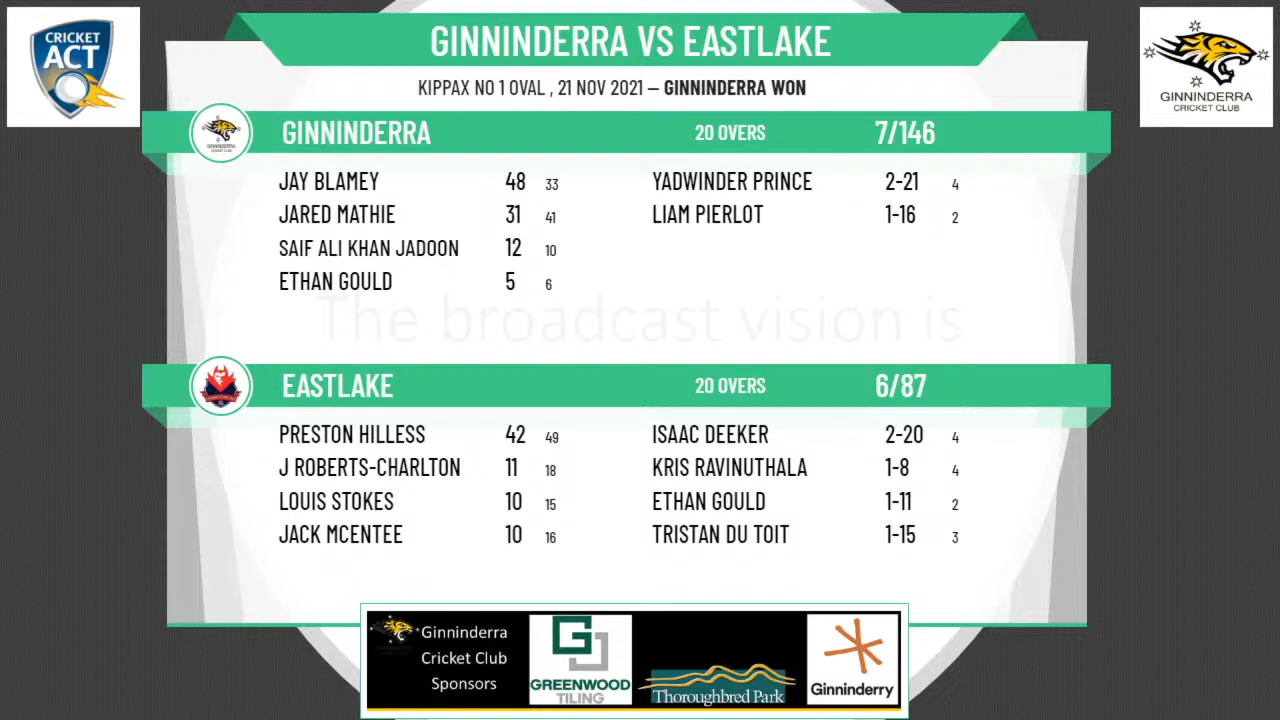 CRICKET
ACT
GINNINDERRA VS EASTLAKE
KIPPAX NO 1 OVAL , 21 NOV 2021 – GINNINDERRA WON
GINNINDERRA
CRICKET CLUB
GINNINDERRA 20 OVERS 7/146
JAY BLAMEY 48 33 YADWINDER PRINCE 2-21 4
JARED MATHIE 31 41 LIAM PIERLOT 1-16 2
SAIF ALI KHAN JADOON 12 10
ETHAN GOULD 5 6
The broadcast vision is
EASTLAKE 20 OVERS 6/87
PRESTON HILLESS 42 49 ISAAC DEEKER 2-20 4
J ROBERTS-CHARLTON 11 18 KRIS RAVINUTHALA 1-8 4
LOUIS STOKES 10 15 ETHAN GOULD 1-11 2
JACK MCENTEE 10 16 TRISTAN DU TOIT 1-15 3
Ginninderra
Cricket Club
Sponsors
GREENWOOD
TILING
Thoroughbred Park
Ginninderry